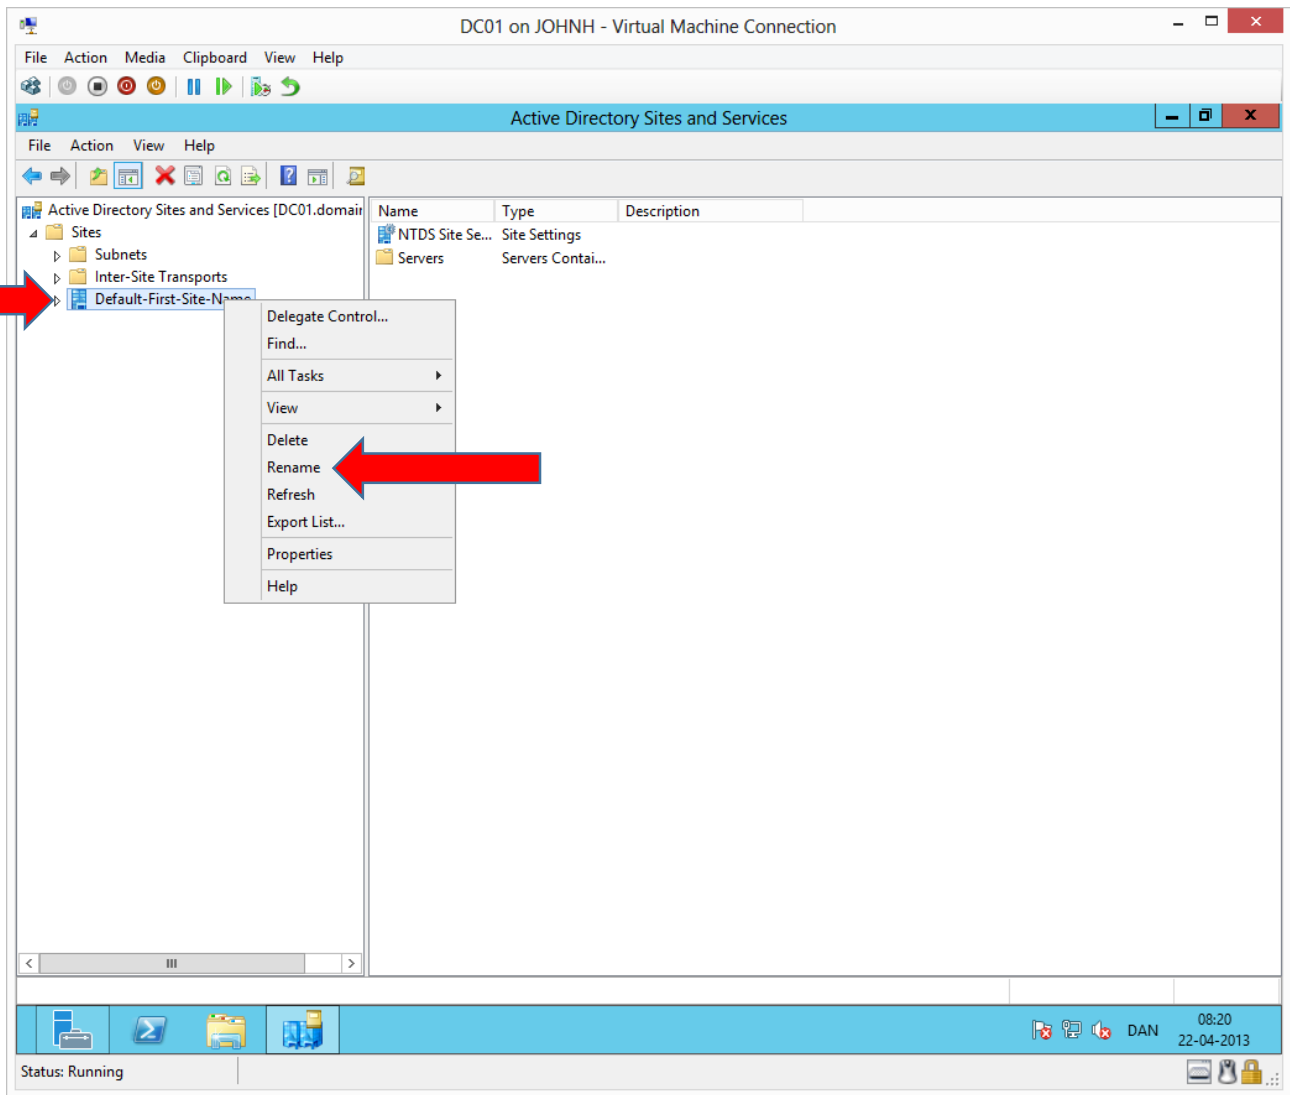 DC01 on JOHNH - Virtual Machine Connection
File Action Media Clipboard View Help
Active Directory Sites and Services
File Action View Help
Active Directory Sites and Services [DC01.domain
Name Type Description
Sites
NTDS Site Se... Site Settings
Subnets
Servers Servers Contai...
Inter-Site Transports
Default-First-Site-Name
Delegate Control...
Find...
All Tasks
View
Delete
Rename
Refresh
Export List...
Properties
Help
DAN
08:20
22-04-2013
Status: Running